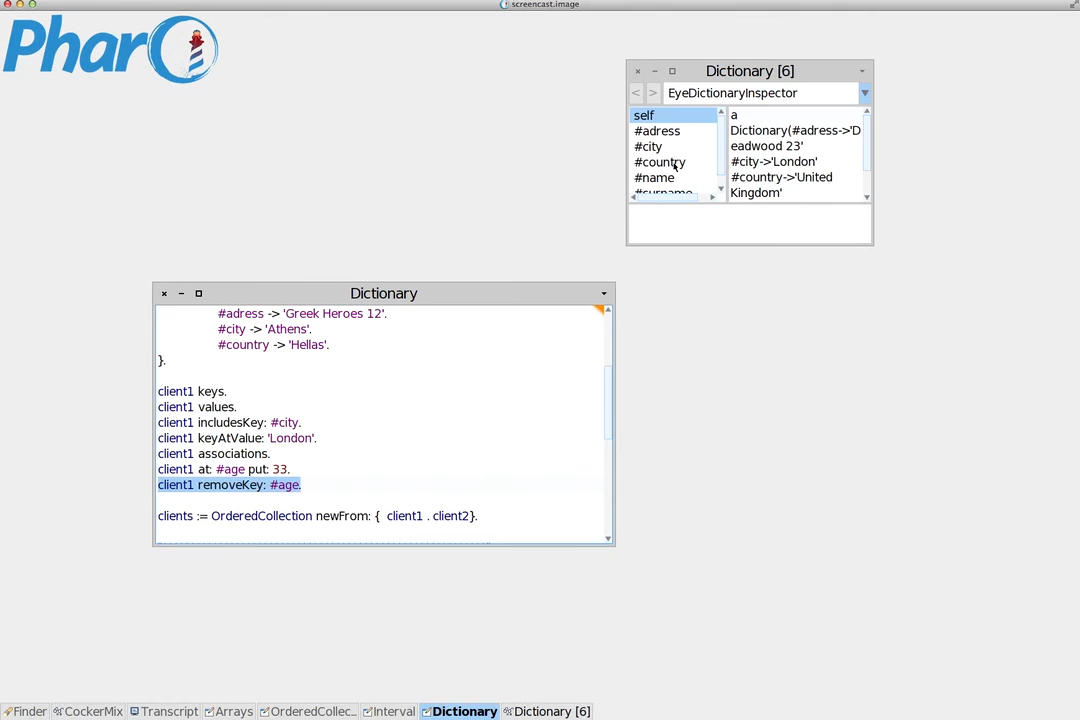 screencast.image
Pharo
Dictionary [6]
< > EyeDictionaryInspector
self
#adress
#city
#country
#name
#surname
a
Dictionary(#adress->'D
eadwood 23'
#city->'London'
#country->'United
Kingdom'
Dictionary
#adress -> 'Greek Heroes 12'.
#city -> 'Athens'.
#country -> 'Hellas'.
}.
client1 keys.
client1 values.
client1 includesKey: #city.
client1 keyAtValue: 'London'.
client1 associations.
client1 at: #age put: 33.
client1 removeKey: #age.
clients := OrderedCollection newFrom: {  client1 . client2}.
Finder CockerMix Transcript Arrays OrderedCollec... Interval Dictionary Dictionary [6]